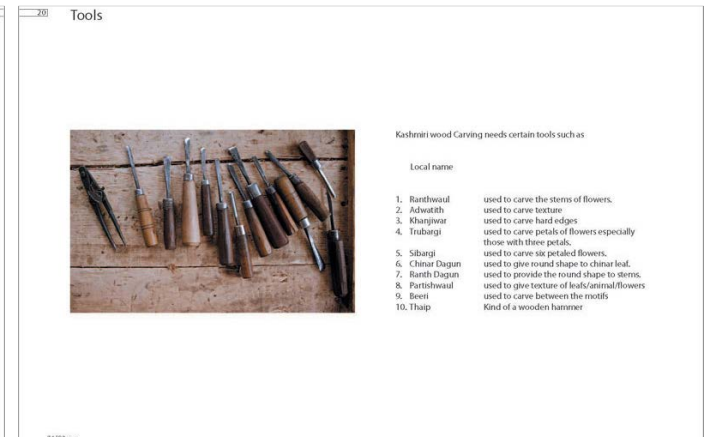 20
Tools
Kashmiri wood Carving needs certain tools such as
Local name
1. Ranthwaul used to carve the stems of flowers.
2. Adwatith used to carve texture
3. Khanjiwar used to carve hard edges
4. Trubargi used to carve petals of flowers especially
those with three petals.
5. Sibargi used to carve six petaled flowers.
6. Chinar Dagun used to give round shape to chinar leaf.
7. Ranth Dagun used to provide the round shape to stems.
8. Partishwaul used to give texture of leafs/animal/flowers
9. Beeri used to carve between the motifs
10. Thaip Kind of a wooden hammer